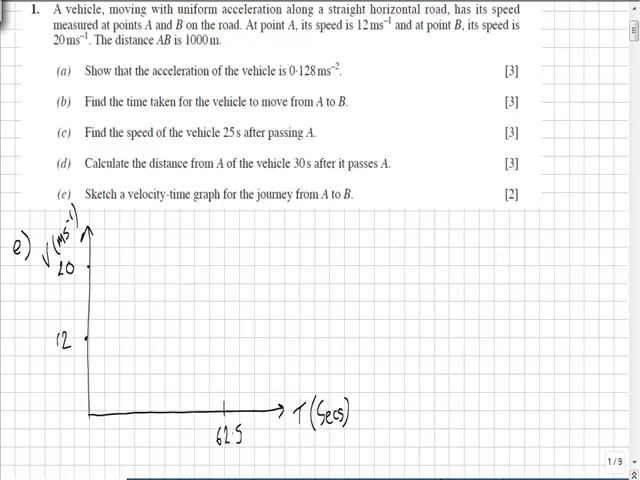 1. A vehicle, moving with uniform acceleration along a straight horizontal road, has its speed
measured at points A and B on the road. At point A, its speed is 12 ms⁻¹ and at point B, its speed is
20 ms⁻¹. The distance AB is 1000 m.
(a) Show that the acceleration of the vehicle is 0·128 ms⁻². [3]
(b) Find the time taken for the vehicle to move from A to B. [3]
(c) Find the speed of the vehicle 25 s after passing A. [3]
(d) Calculate the distance from A of the vehicle 30 s after it passes A. [3]
(e) Sketch a velocity-time graph for the journey from A to B. [2]
e) V (ms⁻¹)
20
12
T (Secs)
62.5
1 / 9